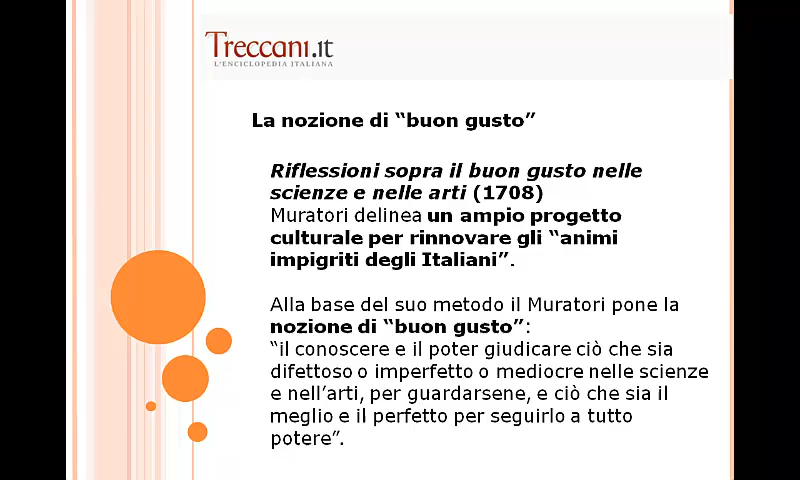 Treccani.it
L'ENCICLOPEDIA ITALIANA
La nozione di “buon gusto”
Riflessioni sopra il buon gusto nelle
scienze e nelle arti (1708)
Muratori delinea un ampio progetto
culturale per rinnovare gli “animi
impigriti degli Italiani”.
Alla base del suo metodo il Muratori pone la
nozione di “buon gusto”:
“il conoscere e il poter giudicare ciò che sia
difettoso o imperfetto o mediocre nelle scienze
e nell’arti, per guardarsene, e ciò che sia il
meglio e il perfetto per seguirlo a tutto
potere”.